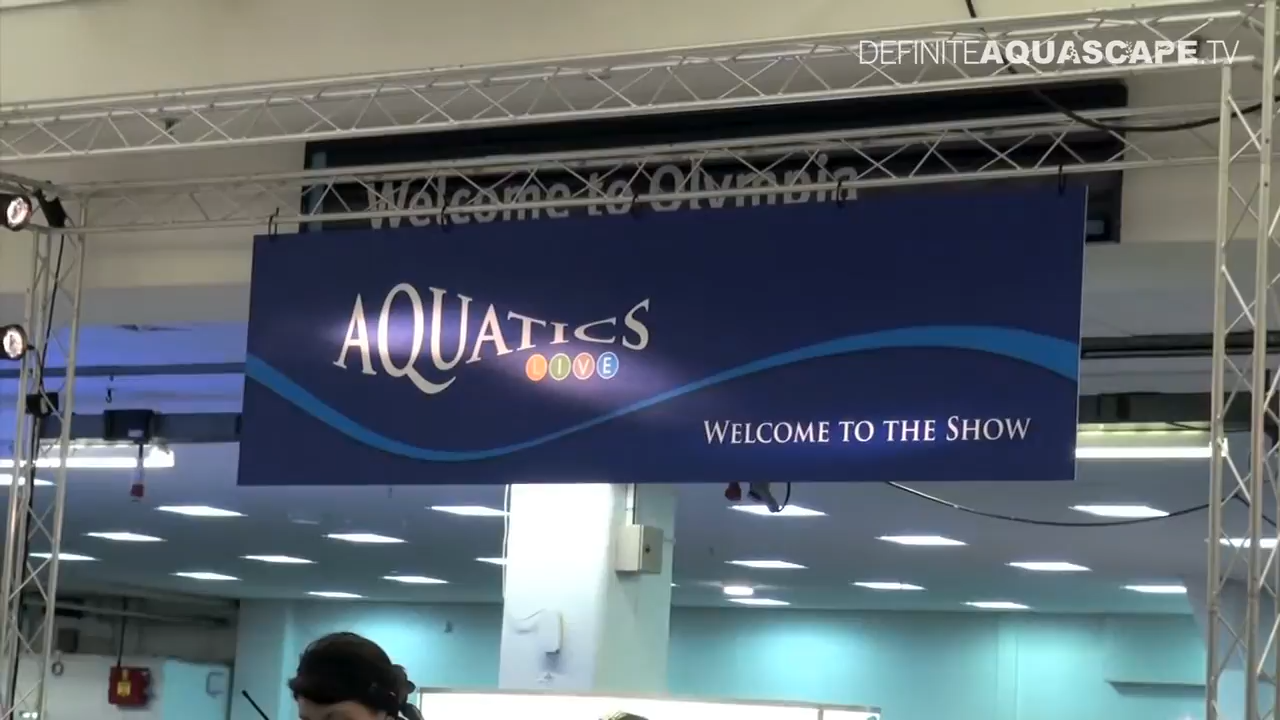 DEFINITEAQUASCAPE.TV
Welcome to Olympia
AQUATICS
LIVE
WELCOME TO THE SHOW